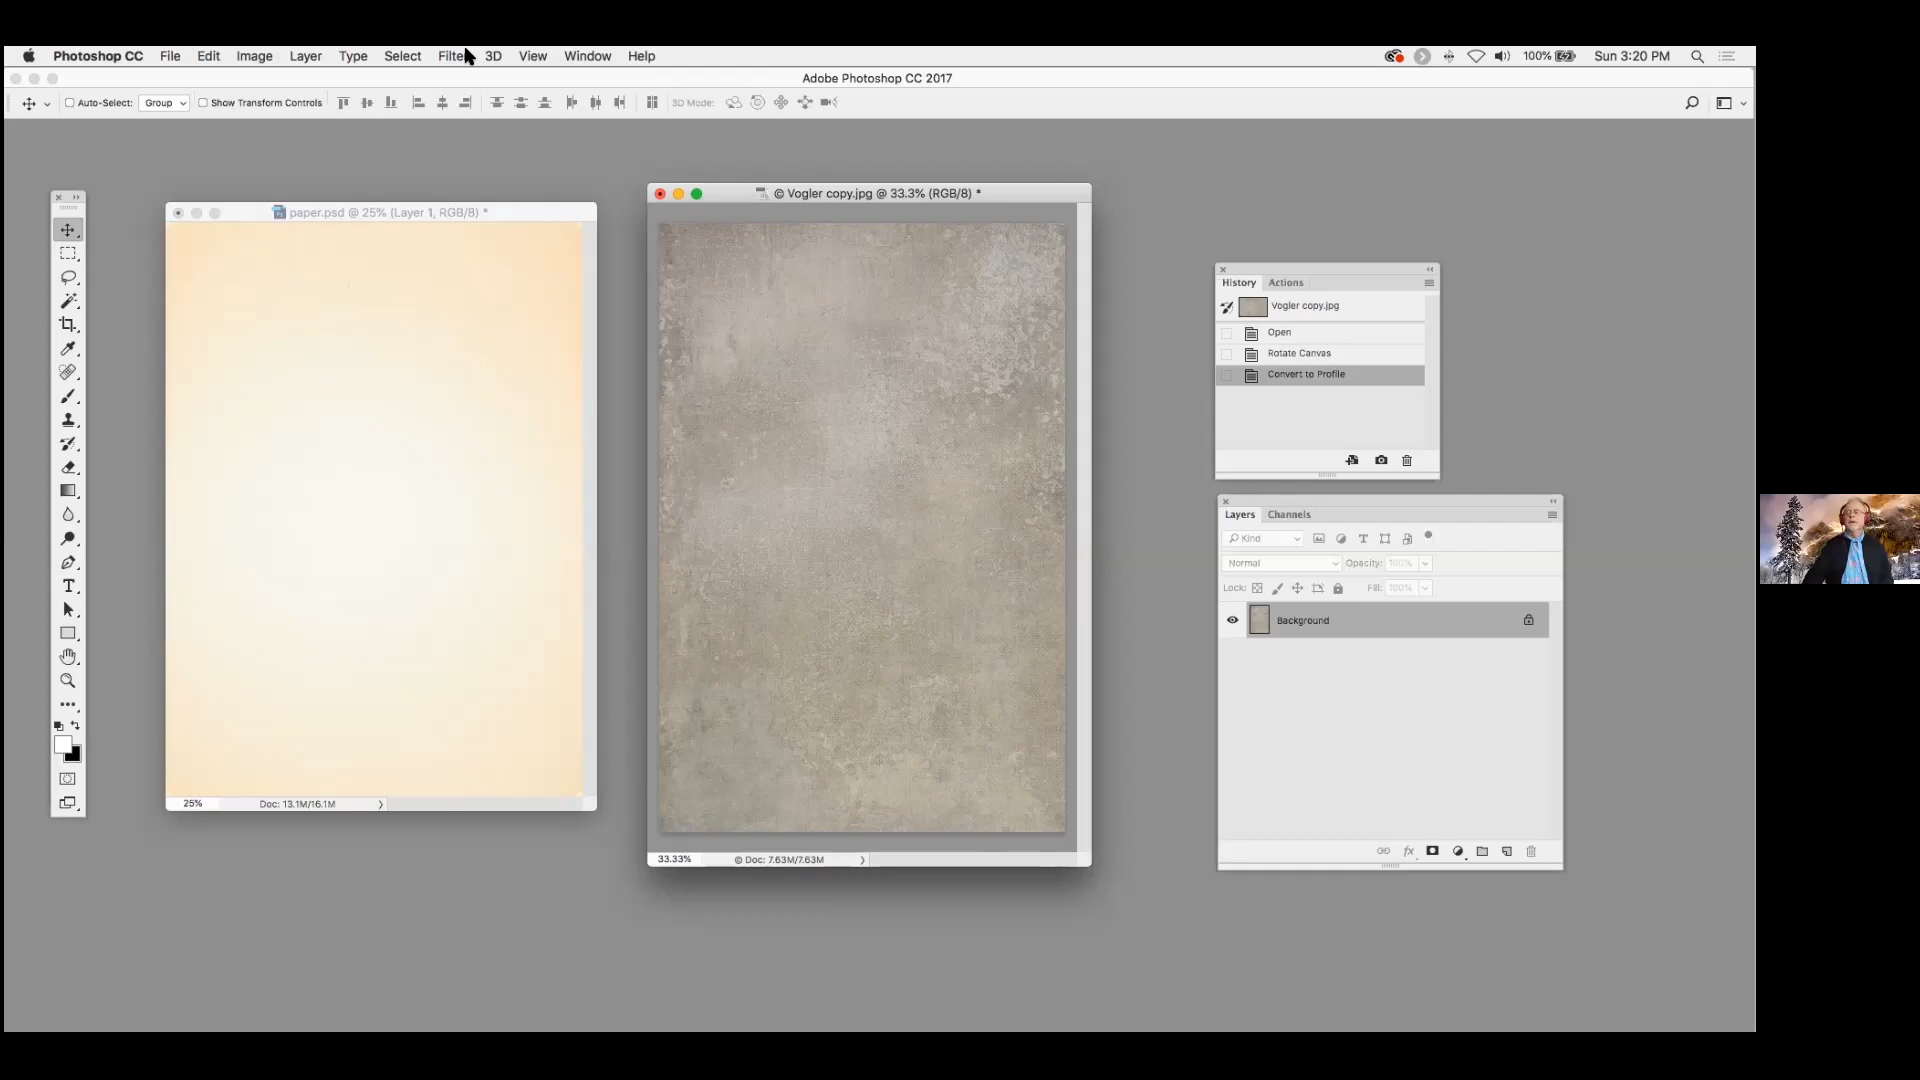 Photoshop CC File Edit Image Layer Type Select Filter 3D View Window Help 100% Sun 3:20 PM
Adobe Photoshop CC 2017
Auto-Select: Group Show Transform Controls 3D Mode:
paper.psd @ 25% (Layer 1, RGB/8) *
25% Doc: 13.1M/16.1M
© Vogler copy.jpg @ 33.3% (RGB/8) *
33.33% © Doc: 7.63M/7.63M
History Actions
Vogler copy.jpg
Open
Rotate Canvas
Convert to Profile
Layers Channels
Kind
Normal Opacity: 100%
Lock: Fill: 100%
Background
fx